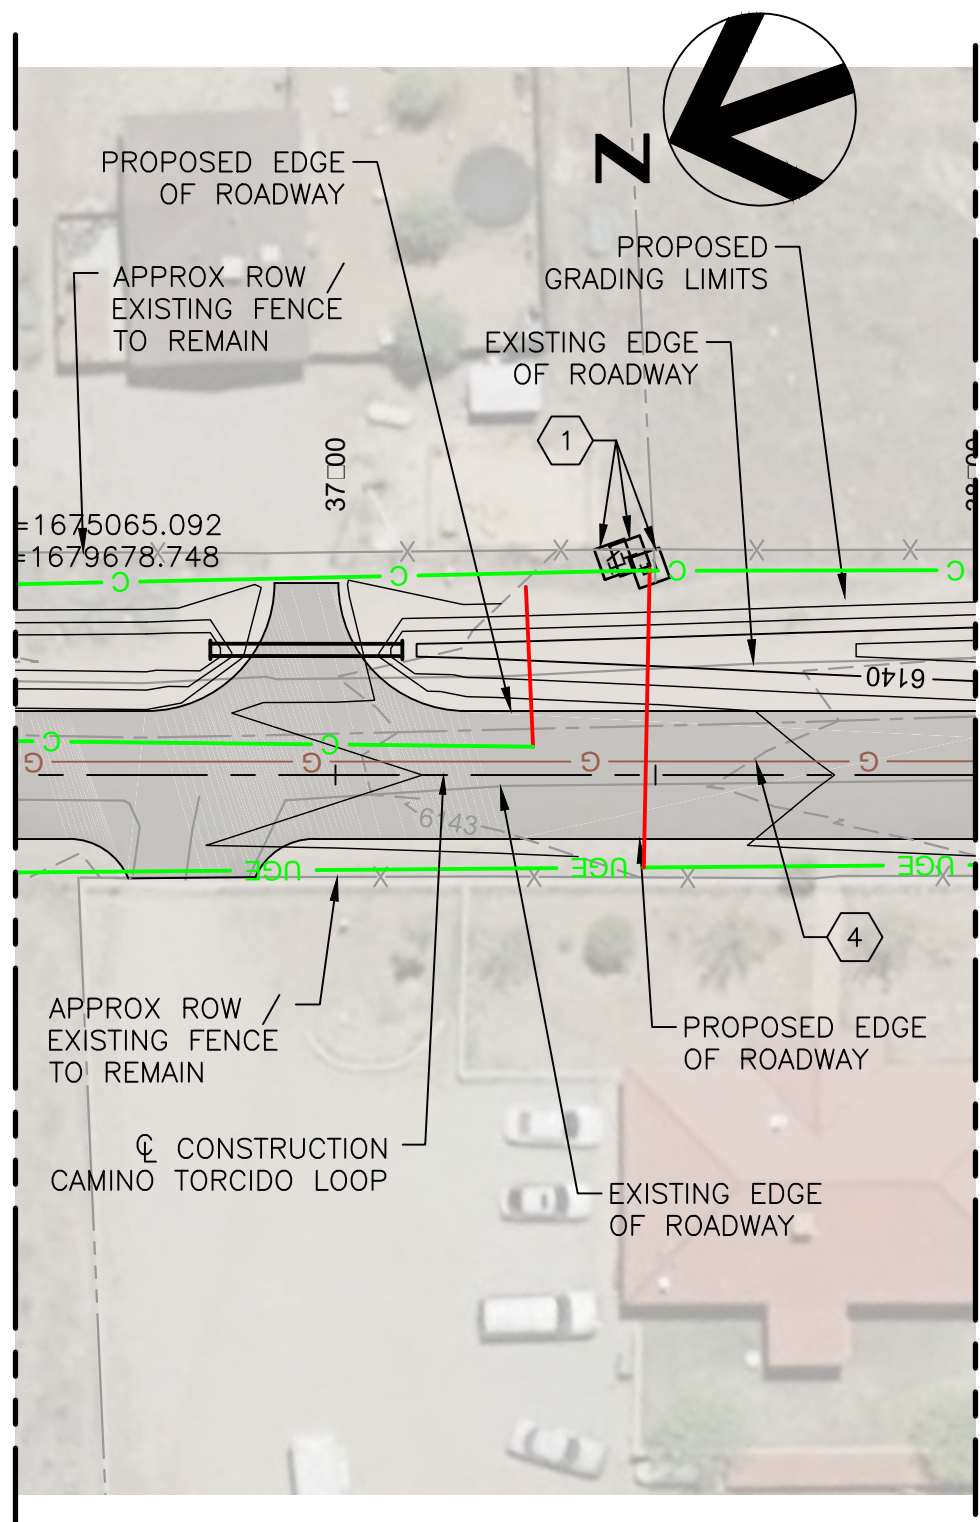 N
PROPOSED EDGE
OF ROADWAY
PROPOSED
GRADING LIMITS
APPROX ROW /
EXISTING FENCE
TO REMAIN
EXISTING EDGE
OF ROADWAY
1
37□00
=1675065.092
=1679678.748
X
X
X
X
X
C
C
C
C
6140
C
C
G
G
G
G
6143
UGE
UGE
UGE
X
X
X
X
4
APPROX ROW /
EXISTING FENCE
TO REMAIN
PROPOSED EDGE
OF ROADWAY
℄ CONSTRUCTION
CAMINO TORCIDO LOOP
EXISTING EDGE
OF ROADWAY